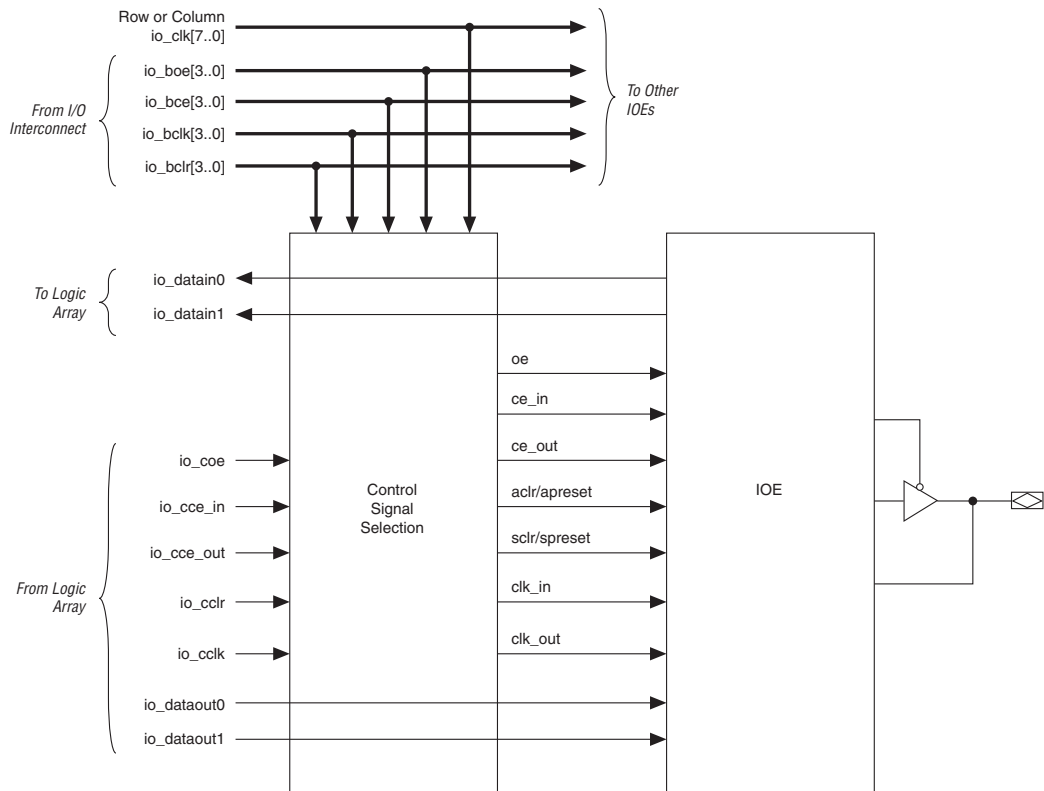 Row or Column
io_clk[7..0]
io_boe[3..0]
From I/O
Interconnect
io_bce[3..0]
io_bclk[3..0]
io_bclr[3..0]
To Other
IOEs
To Logic
Array
io_datain0
io_datain1
oe
ce_in
ce_out
aclr/apreset
sclr/spreset
clk_in
clk_out
Control
Signal
Selection
IOE
From Logic
Array
io_coe
io_cce_in
io_cce_out
io_cclr
io_cclk
io_dataout0
io_dataout1